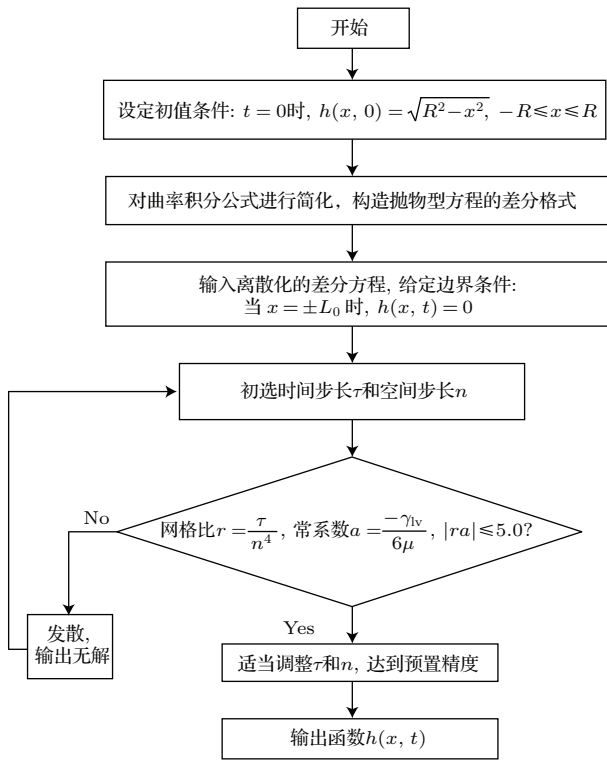 开始
设定初值条件: t = 0时, h(x, 0) = √(R²−x²), −R≤x≤R
对曲率积分公式进行简化，构造抛物型方程的差分格式
输入离散化的差分方程, 给定边界条件:
当 x = ±L₀ 时, h(x, t) = 0
初选时间步长τ和空间步长n
No
网格比r = τ/n⁴, 常系数a = −γ_lv/6μ, |ra| ≤ 5.0?
Yes
发散,
输出无解
适当调整τ和n, 达到预置精度
输出函数h(x, t)